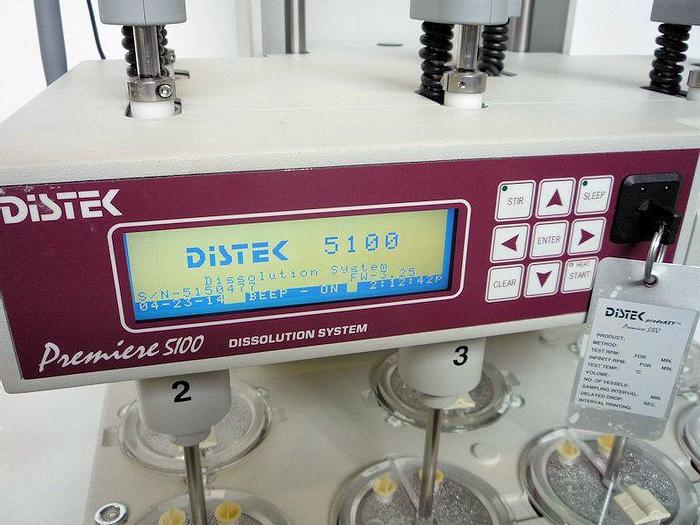 DISTEK
DISTEK 5100
Dissolution System
S/N-5150477 FW-3.25
04-23-14 BEEP - ON 2:12:42P
Premiere 5100 DISSOLUTION SYSTEM
STIR
SLEEP
ENTER
CLEAR
HEAT
START
2
3
DISTEK produKEY™
Premiere 5100
PRODUCT:
METHOD:
TEST RPM: FOR MIN.
INFINITY RPM: FOR MIN.
TEST TEMP: °C.
VOLUME:
NO. OF VESSELS:
SAMPLING INTERVAL: MIN.
DELAYED DROP: SEC.
INTERVAL PRINTING: